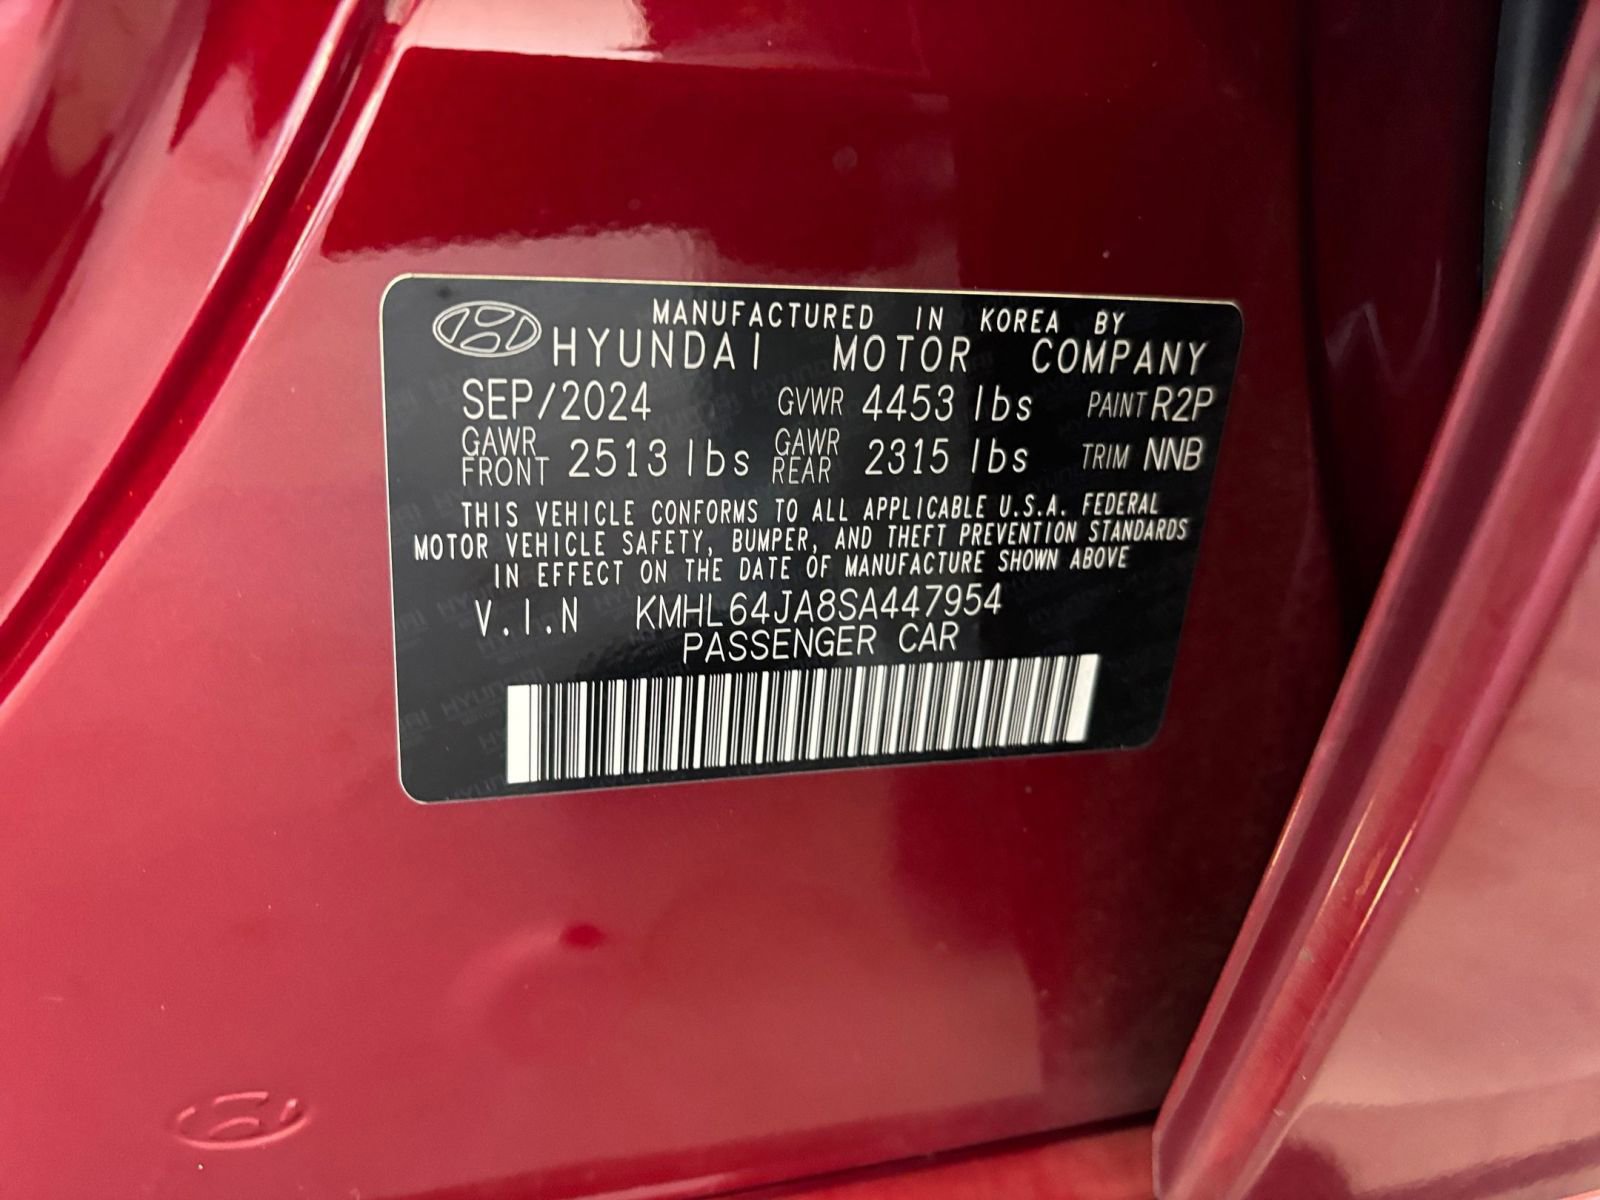 MANUFACTURED IN KOREA BY
HYUNDAI MOTOR COMPANY
SEP/2024 GVWR 4453 lbs PAINT R2P
GAWR FRONT 2513 lbs GAWR REAR 2315 lbs TRIM NNB
THIS VEHICLE CONFORMS TO ALL APPLICABLE U.S.A. FEDERAL
MOTOR VEHICLE SAFETY, BUMPER, AND THEFT PREVENTION STANDARDS
IN EFFECT ON THE DATE OF MANUFACTURE SHOWN ABOVE
V.I.N KMHL64JA8SA447954
PASSENGER CAR